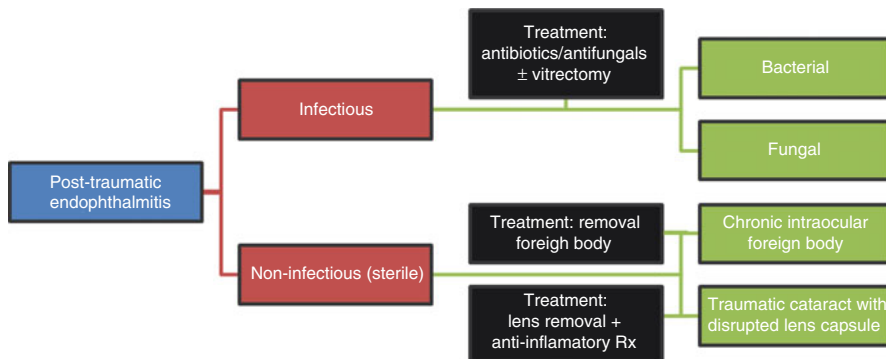 Post-traumatic
endophthalmitis
Infectious
Non-infectious (sterile)
Treatment:
antibiotics/antifungals
± vitrectomy
Bacterial
Fungal
Treatment: removal
foreigh body
Chronic intraocular
foreign body
Treatment:
lens removal +
anti-inflamatory Rx
Traumatic cataract with
disrupted lens capsule